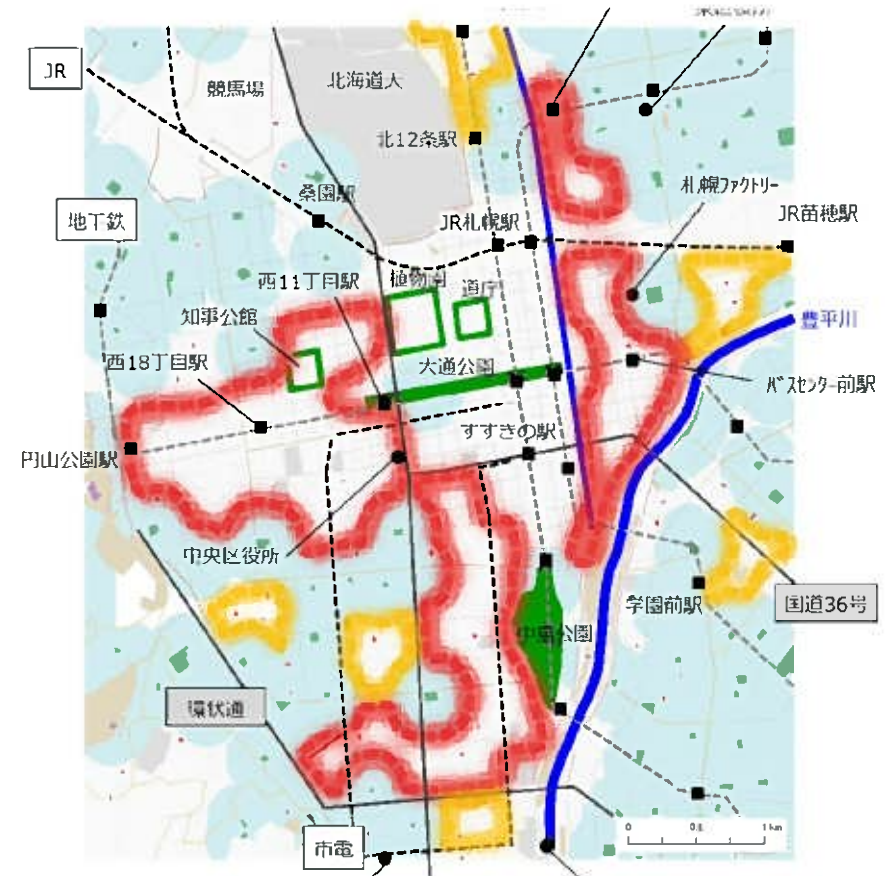 JR
競馬場
北海道大
北12条駅
桑園駅
札幌ファクトリー
地下鉄
JR札幌駅
JR苗穂駅
西11丁目駅
植物園
道庁
知事公館
豊平川
西18丁目駅
大通公園
バスセンター前駅
すすきの駅
円山公園駅
中央区役所
学園前駅
国道36号
中島公園
環状通
市電
0
0.5
1km